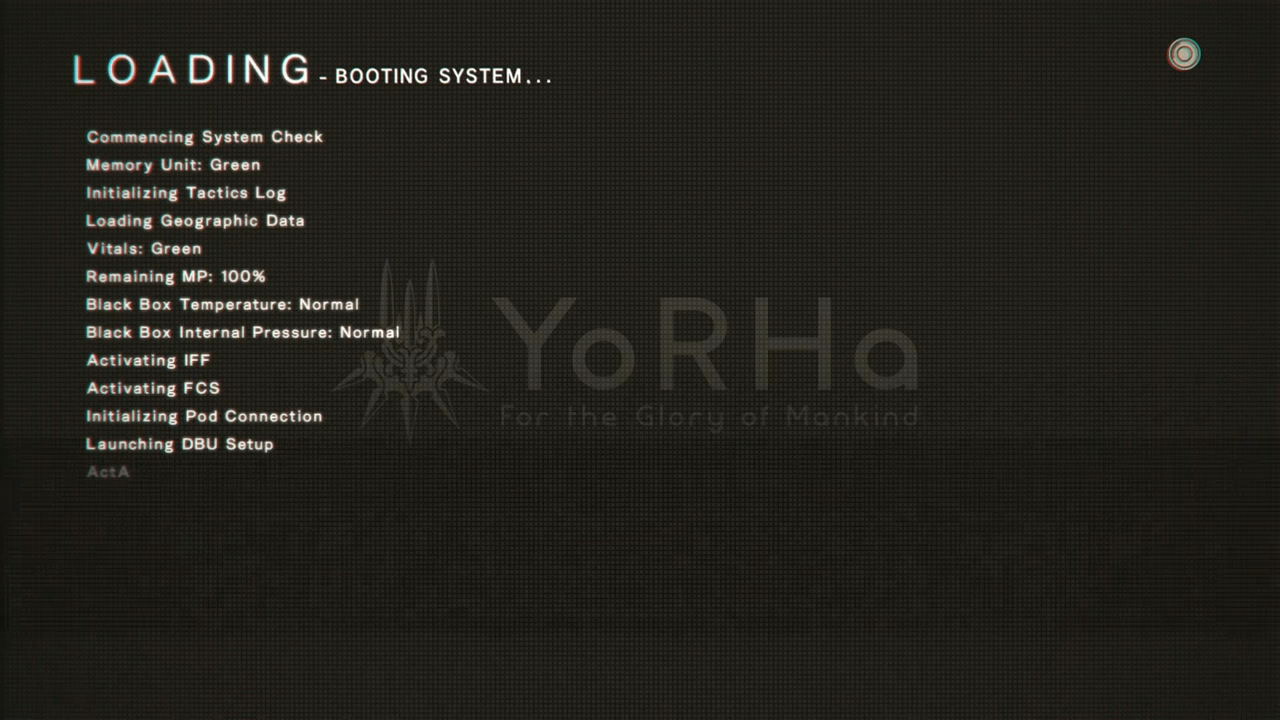 LOADING - BOOTING SYSTEM...
Commencing System Check
Memory Unit: Green
Initializing Tactics Log
Loading Geographic Data
Vitals: Green
Remaining MP: 100%
Black Box Temperature: Normal
Black Box Internal Pressure: Normal
Activating IFF
Activating FCS
Initializing Pod Connection
Launching DBU Setup
ActA
YoRHa
For the Glory of Mankind